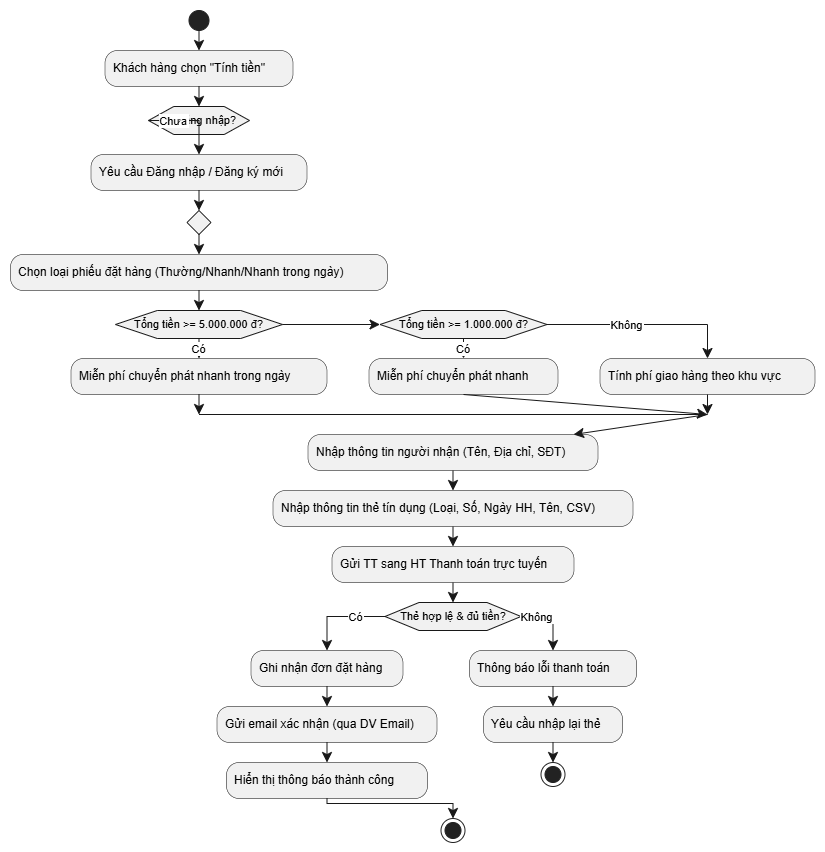 Khách hàng chọn "Tính tiền"
Chưa ng nhập?
Yêu cầu Đăng nhập / Đăng ký mới
Chọn loại phiếu đặt hàng (Thường/Nhanh/Nhanh trong ngày)
Tổng tiền >= 5.000.000 đ?
Tổng tiền >= 1.000.000 đ?
Không
Có
Có
Miễn phí chuyển phát nhanh trong ngày
Miễn phí chuyển phát nhanh
Tính phí giao hàng theo khu vực
Nhập thông tin người nhận (Tên, Địa chỉ, SĐT)
Nhập thông tin thẻ tín dụng (Loại, Số, Ngày HH, Tên, CSV)
Gửi TT sang HT Thanh toán trực tuyến
Có
Thẻ hợp lệ & đủ tiền?
Không
Ghi nhận đơn đặt hàng
Thông báo lỗi thanh toán
Gửi email xác nhận (qua DV Email)
Yêu cầu nhập lại thẻ
Hiển thị thông báo thành công